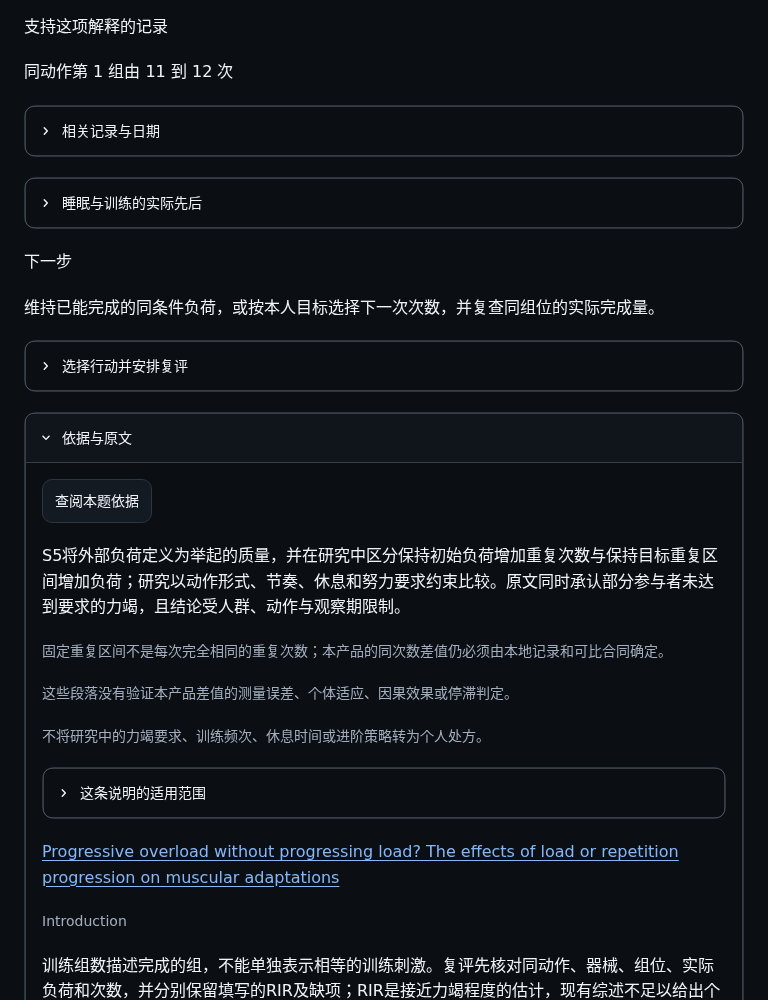 支持这项解释的记录
同动作第 1 组由 11 到 12 次
相关记录与日期
睡眠与训练的实际先后
下一步
维持已能完成的同条件负荷，或按本人目标选择下一次次数，并复查同组位的实际完成量。
选择行动并安排复评
依据与原文
查阅本题依据
S5将外部负荷定义为举起的质量，并在研究中区分保持初始负荷增加重复次数与保持目标重复区
间增加负荷；研究以动作形式、节奏、休息和努力要求约束比较。原文同时承认部分参与者未达
到要求的力竭，且结论受人群、动作与观察期限制。
固定重复区间不是每次完全相同的重复次数；本产品的同次数差值仍必须由本地记录和可比合同确定。
这些段落没有验证本产品差值的测量误差、个体适应、因果效果或停滞判定。
不将研究中的力竭要求、训练频次、休息时间或进阶策略转为个人处方。
这条说明的适用范围
Progressive overload without progressing load? The effects of load or repetition
progression on muscular adaptations
Introduction
训练组数描述完成的组，不能单独表示相等的训练刺激。复评先核对同动作、器械、组位、实际
负荷和次数，并分别保留填写的RIR及缺项；RIR是接近力竭程度的估计，现有综述不足以给出个